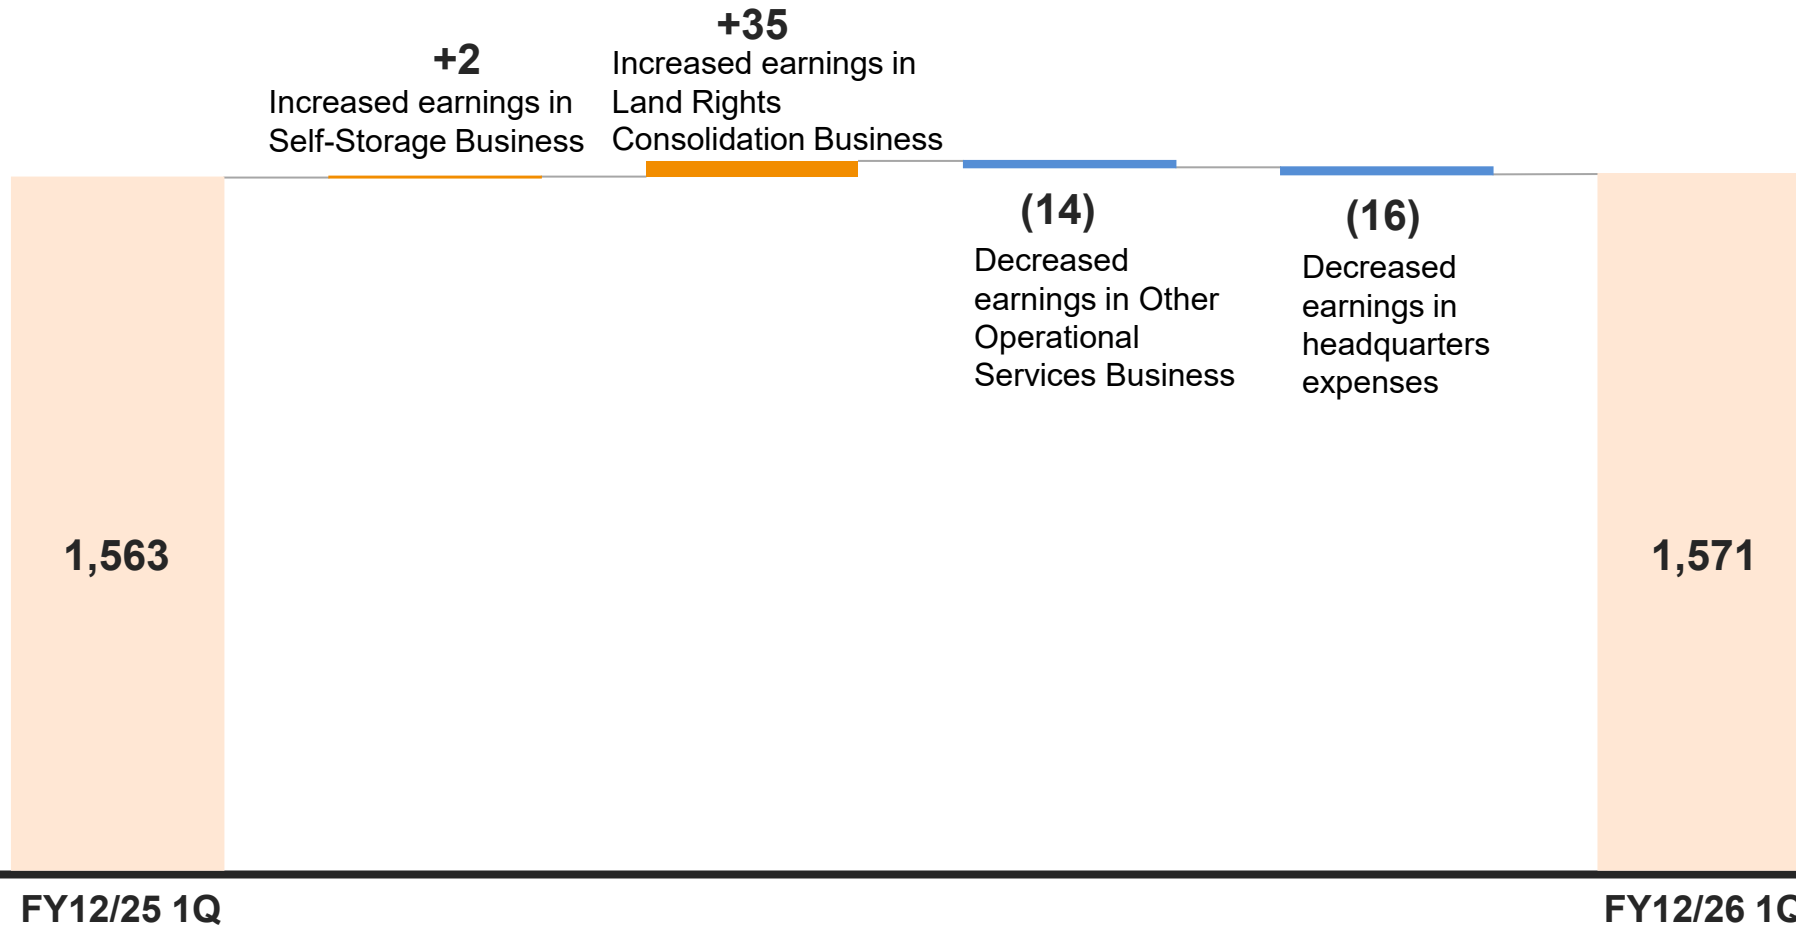 +2
Increased earnings in
Self-Storage Business
+35
Increased earnings in
Land Rights
Consolidation Business
(14)
Decreased
earnings in Other
Operational
Services Business
(16)
Decreased
earnings in
headquarters
expenses
1,563
1,571
FY12/25 1Q
FY12/26 1Q